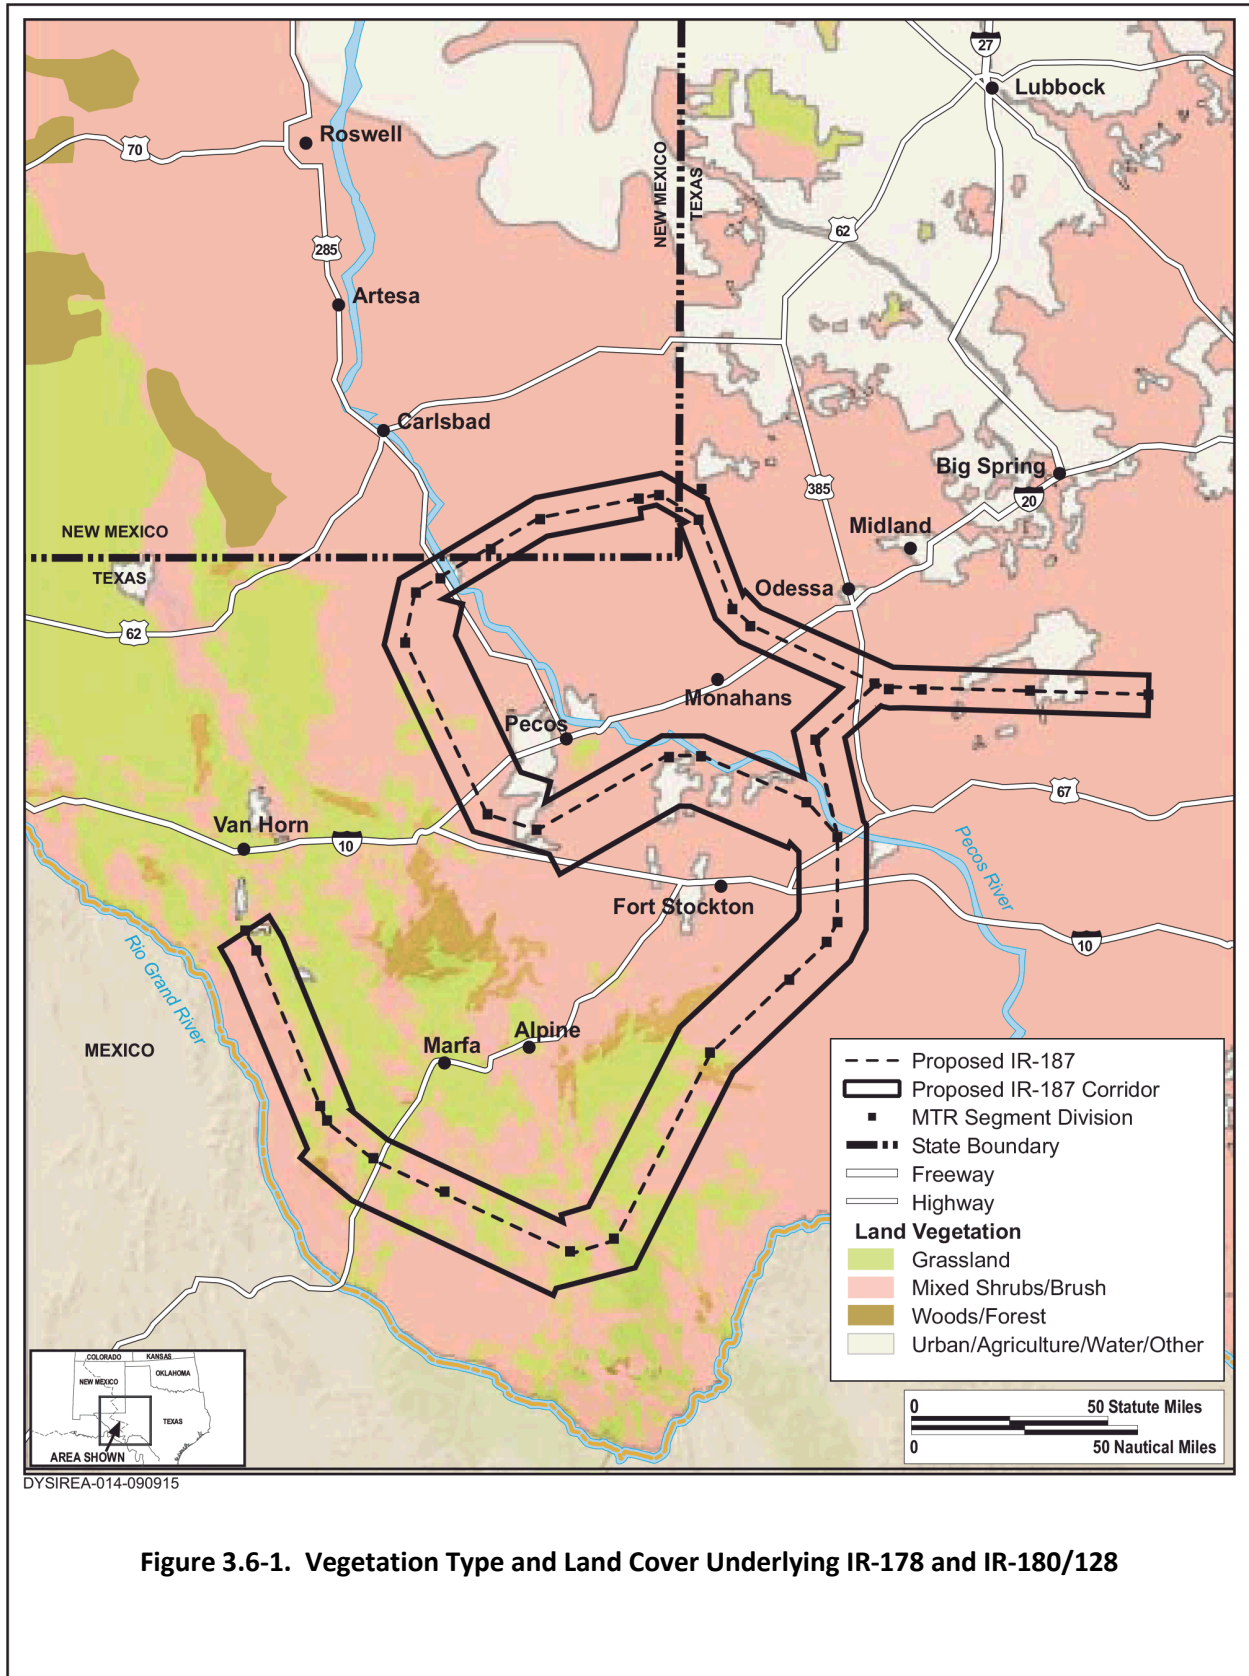 27
Lubbock
Roswell
70
NEW MEXICO
TEXAS
62
285
Artesa
Carlsbad
Big Spring
385
20
Midland
NEW MEXICO
TEXAS
Odessa
62
Monahans
Pecos
67
Van Horn
10
Pecos River
Fort Stockton
10
Rio Grand River
MEXICO
Marfa
Alpine
Proposed IR-187
Proposed IR-187 Corridor
MTR Segment Division
State Boundary
Freeway
Highway
Land Vegetation
Grassland
Mixed Shrubs/Brush
Woods/Forest
Urban/Agriculture/Water/Other
COLORADO
KANSAS
NEW MEXICO
OKLAHOMA
TEXAS
AREA SHOWN
0 50 Statute Miles
0 50 Nautical Miles
DYSIREA-014-090915
Figure 3.6-1. Vegetation Type and Land Cover Underlying IR-178 and IR-180/128